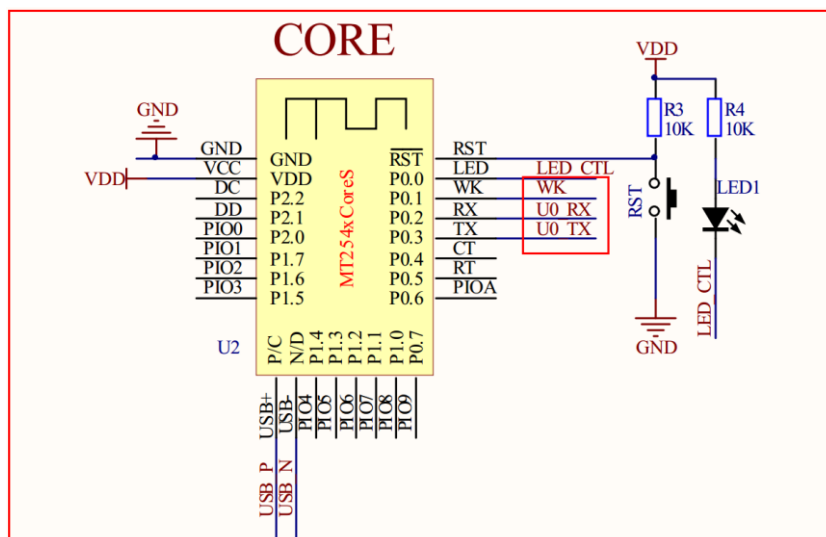 CORE
GND
VDD
GND
VCC
DC
DD
PIO0
PIO1
PIO2
PIO3
GND
VDD
P2.2
P2.1
P2.0
P1.7
P1.6
P1.5
MT254xCoreS
RST
P0.0
P0.1
P0.2
P0.3
P0.4
P0.5
P0.6
RST
LED
WK
RX
TX
CT
RT
PIOA
LED_CTL
WK
U0_RX
U0_TX
U2
P/C
N/D
P1.4
P1.3
P1.2
P1.1
P1.0
P0.7
USB+
USB-
PIO4
PIO5
PIO6
PIO7
PIO8
PIO9
USB_P
USB_N
VDD
R3
10K
R4
10K
RST
LED1
LED_CTL
GND